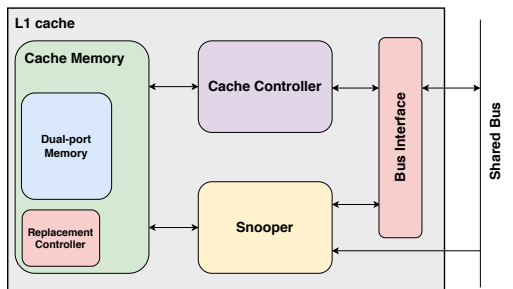 L1 cache
Cache Memory
Dual-port
Memory
Replacement
Controller
Cache Controller
Snooper
Bus Interface
Shared Bus